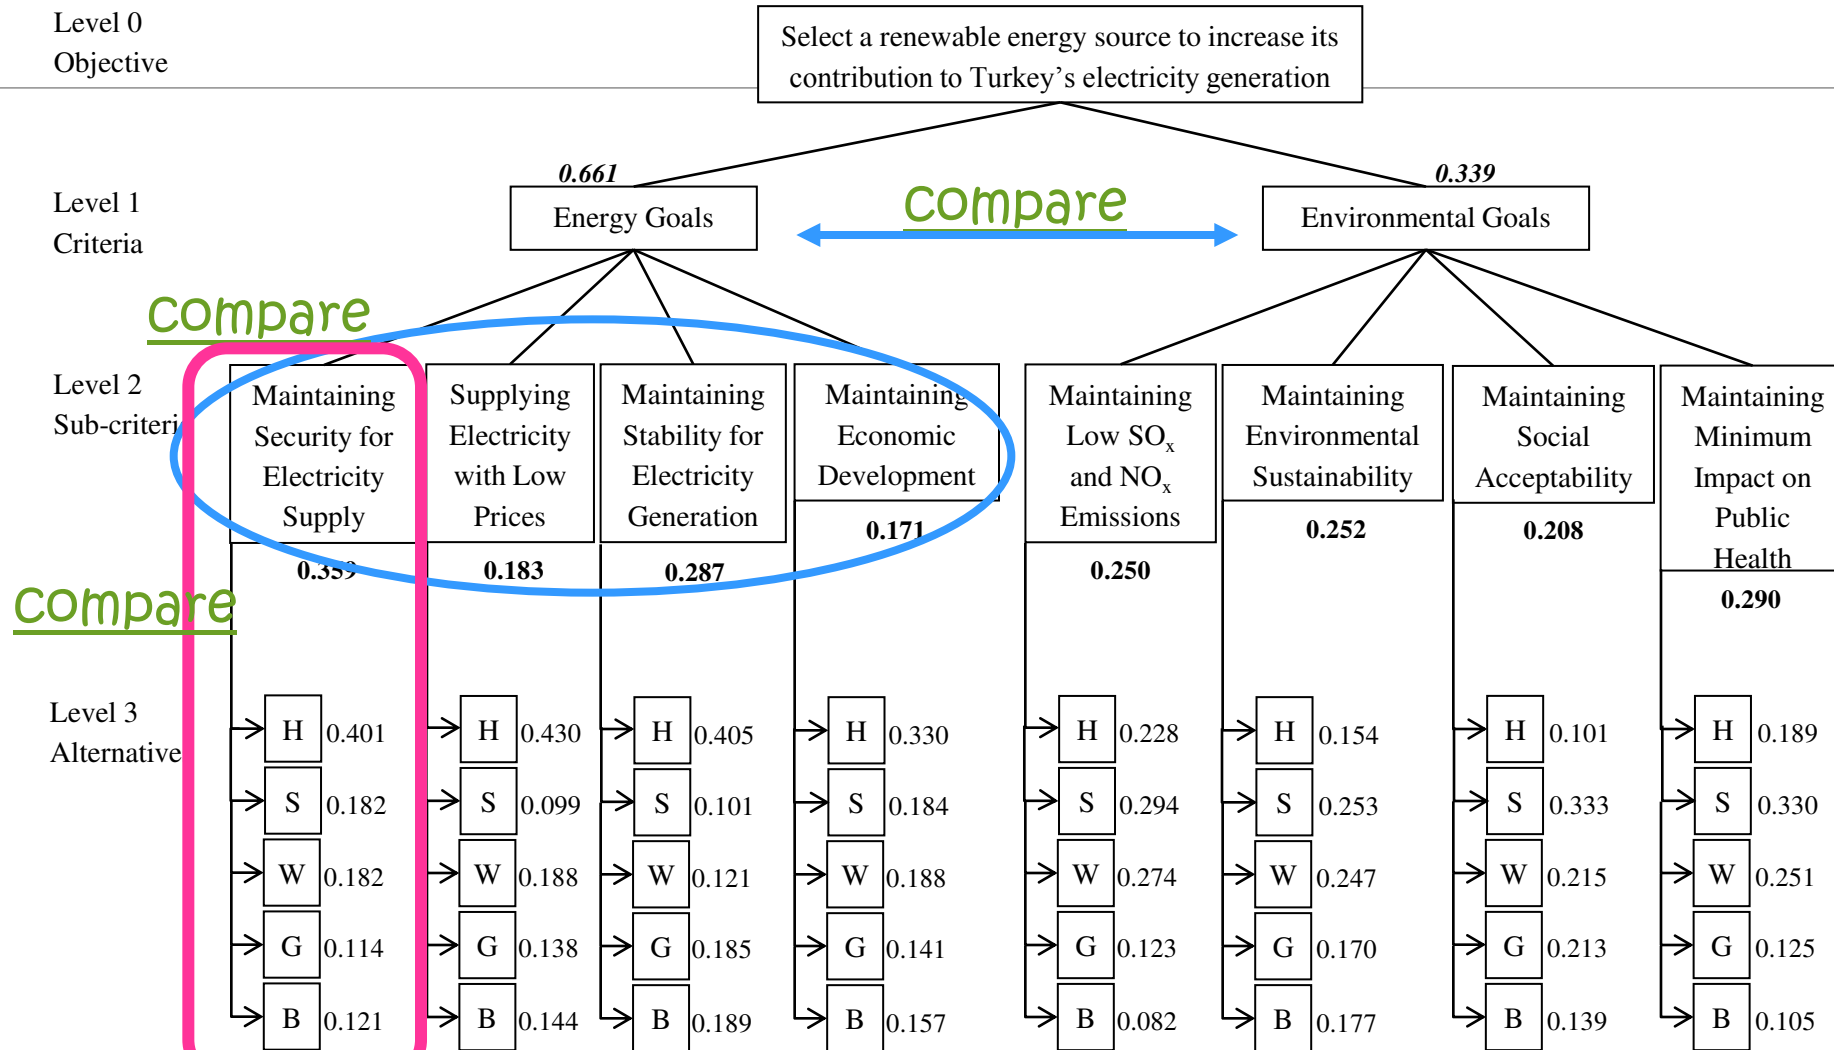 Level 0
Objective
Select a renewable energy source to increase its
contribution to Turkey’s electricity generation
0.661
0.339
Level 1
Criteria
Energy Goals
compare
Environmental Goals
compare
Level 2
Sub-criteri
Maintaining
Security for
Electricity
Supply
0.359
Supplying
Electricity
with Low
Prices
0.183
Maintaining
Stability for
Electricity
Generation
0.287
Maintaining
Economic
Development
0.171
Maintaining
Low SOx
and NOx
Emissions
0.250
Maintaining
Environmental
Sustainability
0.252
Maintaining
Social
Acceptability
0.208
Maintaining
Minimum
Impact on
Public
Health
0.290
compare
Level 3
Alternative
H 0.401 H 0.430 H 0.405 H 0.330 H 0.228 H 0.154 H 0.101 H 0.189
S 0.182 S 0.099 S 0.101 S 0.184 S 0.294 S 0.253 S 0.333 S 0.330
W 0.182 W 0.188 W 0.121 W 0.188 W 0.274 W 0.247 W 0.215 W 0.251
G 0.114 G 0.138 G 0.185 G 0.141 G 0.123 G 0.170 G 0.213 G 0.125
B 0.121 B 0.144 B 0.189 B 0.157 B 0.082 B 0.177 B 0.139 B 0.105